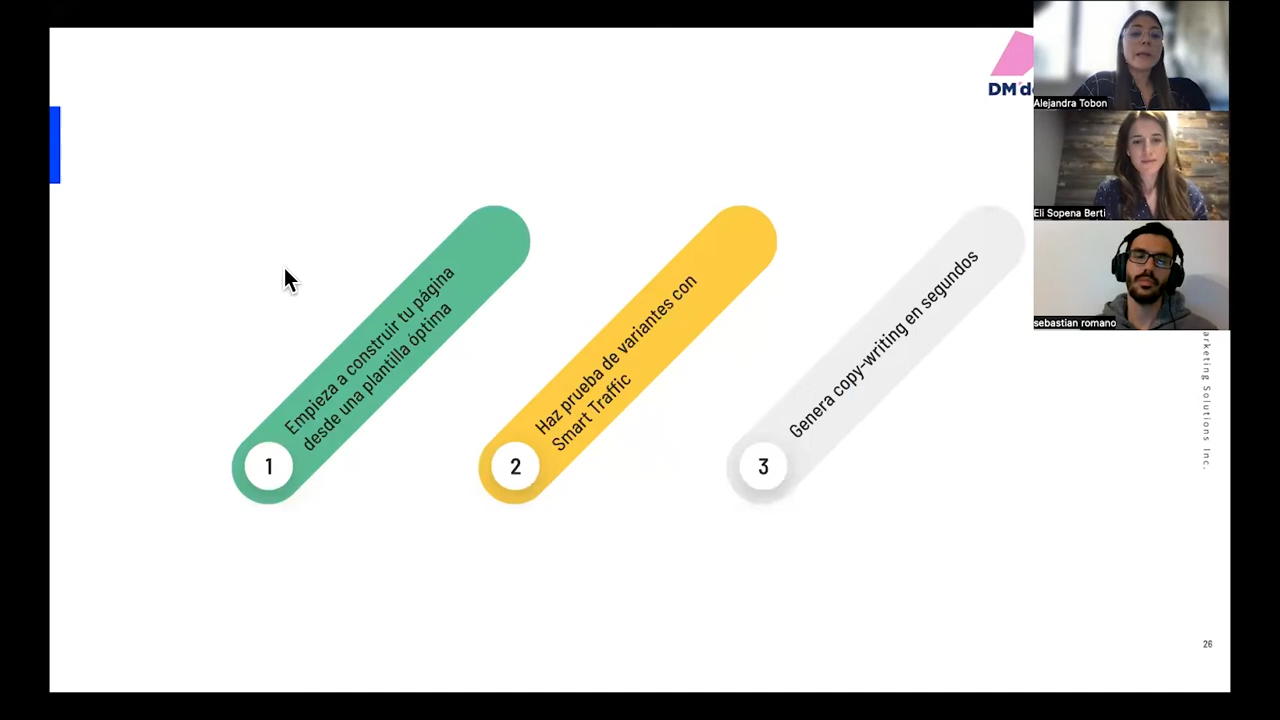 DM'd
Alejandra Tobon
Eli Sopena Berti
sebastian romano
Empieza a construir tu página
desde una plantilla óptima
1
Haz prueba de variantes con
Smart Traffic
2
Genera copy-writing en segundos
3
arketing Solutions Inc.
26